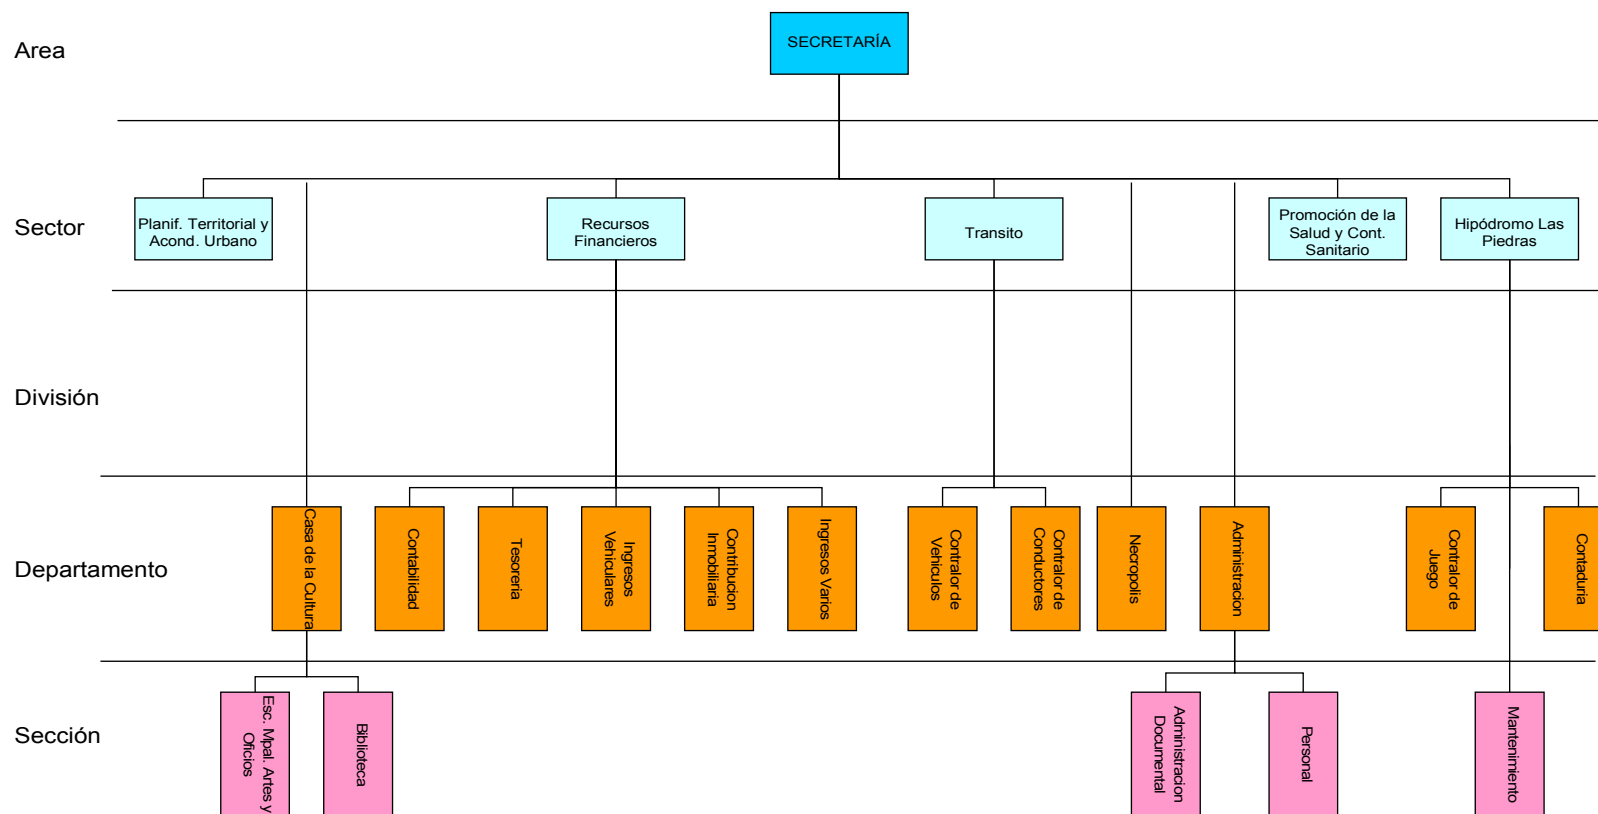 Area
SECRETARÍA
Sector
Planif. Territorial y
Acond. Urbano
Recursos
Financieros
Transito
Promoción de la
Salud y Cont.
Sanitario
Hipódromo Las
Piedras
División
Departamento
Casa de la Cultura
Contabilidad
Tesoreria
Ingresos
Vehiculares
Contribucion
Inmobiliaria
Ingresos Varios
Contralor de
Vehiculos
Contralor de
Conductores
Necropolis
Administracion
Contralor de
Juego
Contaduria
Sección
Esc. Mpal. Artes y
Oficios
Biblioteca
Administracion
Documental
Personal
Mantenimiento